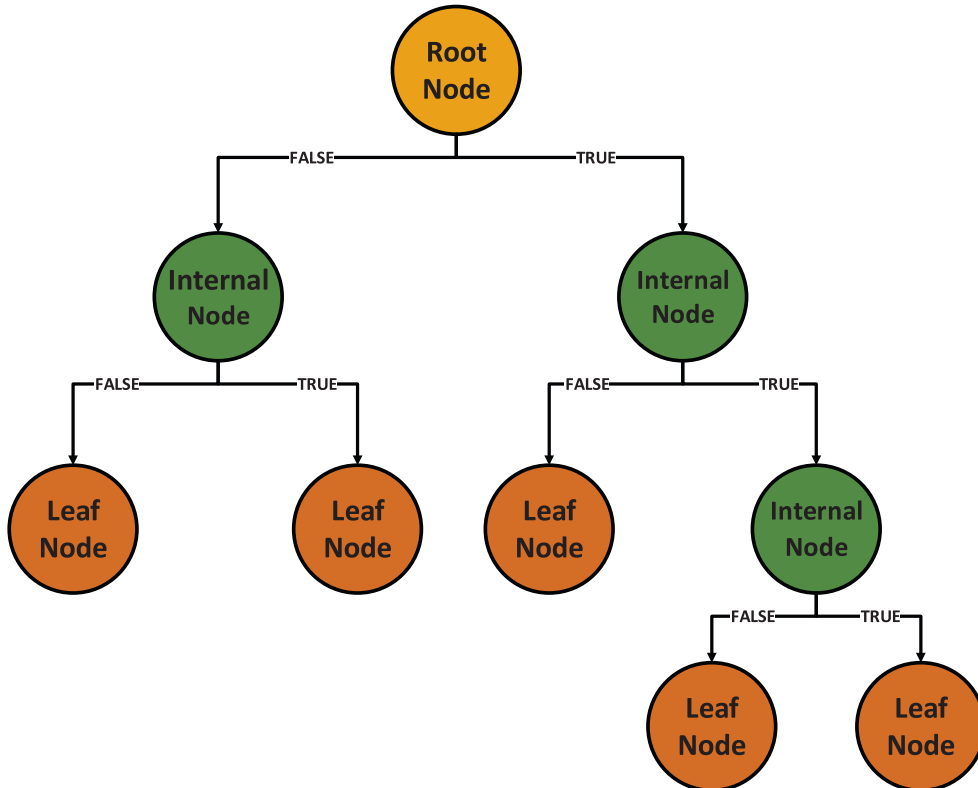 Root
Node
FALSE
TRUE
Internal
Node
Internal
Node
FALSE
TRUE
FALSE
TRUE
Leaf
Node
Leaf
Node
Leaf
Node
Internal
Node
FALSE
TRUE
Leaf
Node
Leaf
Node